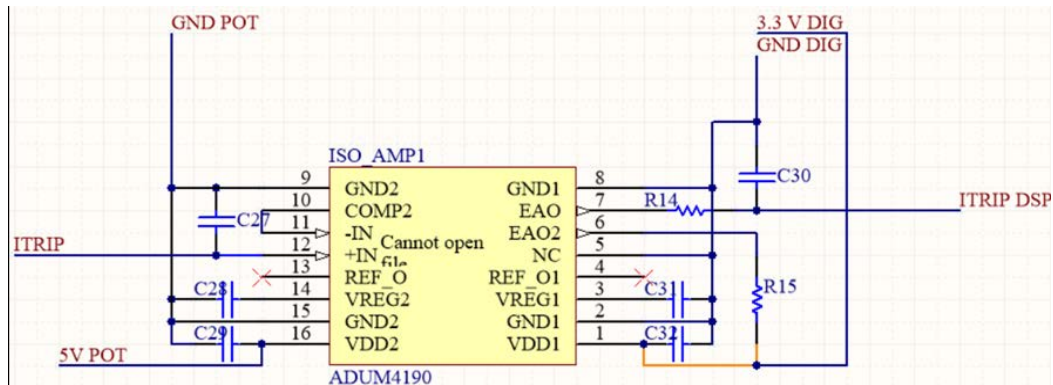 GND POT
3.3 V DIG
GND DIG
ISO_AMP1
9 GND2 GND1 8
10 COMP2 EAO 7 R14
C30
ITRIP DSP
C27
11 -IN EAO2 6
Cannot open
ITRIP
12 +IN file NC 5
13 REF_O REF_O1 4
C28 14 VREG2 VREG1 3 C31
R15
15 GND2 GND1 2
C29 16 VDD2 VDD1 1 C32
5V POT
ADUM4190